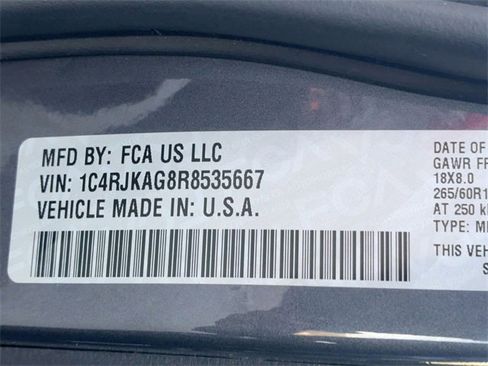 MFD BY: FCA US LLC
VIN: 1C4RJKAG8R8535667
VEHICLE MADE IN: U.S.A.
DATE OF
GAWR FR
18X8.0
265/60R1
AT 250 k
TYPE: M
THIS VEH
S